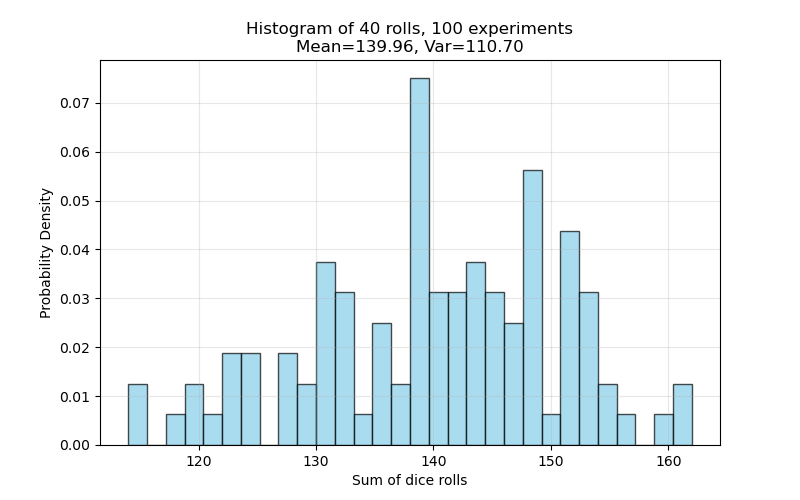 Histogram of 40 rolls, 100 experiments
Mean=139.96, Var=110.70
0.07
0.06
0.05
0.04
0.03
0.02
0.01
0.00
Probability Density
120 130 140 150 160
Sum of dice rolls